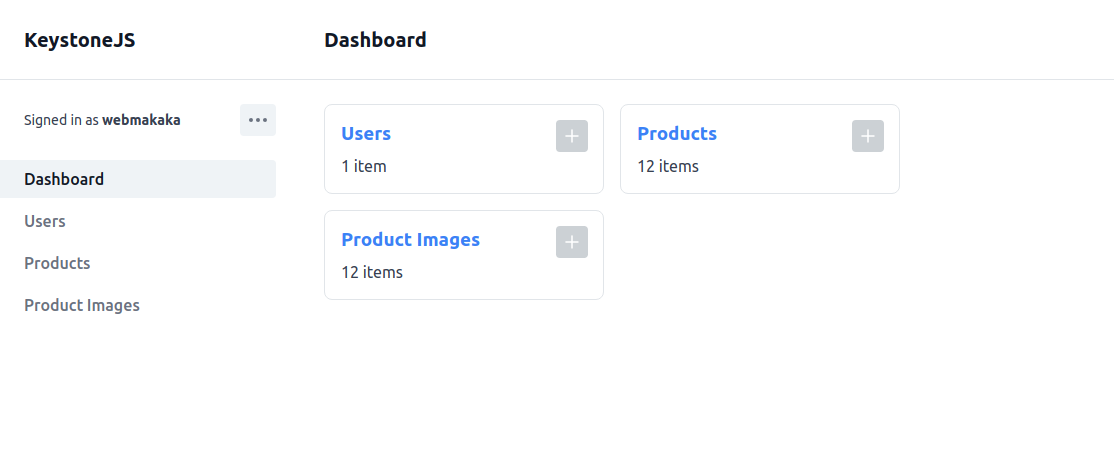 KeystoneJS
Dashboard
Signed in as webmakaka
Dashboard
Users
Products
Product Images
Users
1 item
Products
12 items
Product Images
12 items